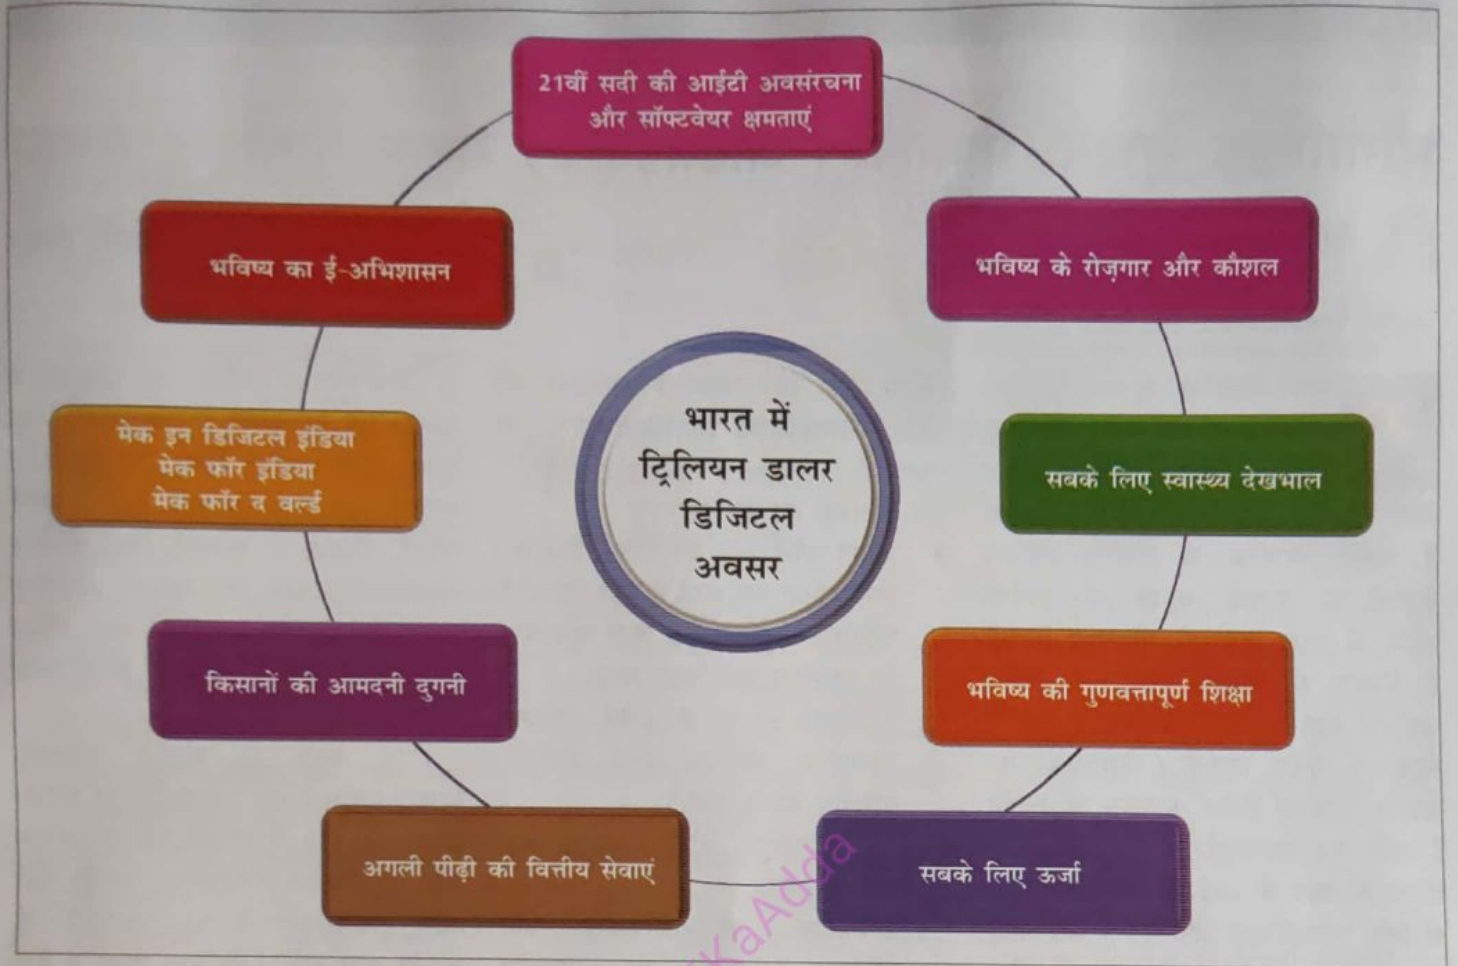 21वीं सदी की आईटी अवसंरचना
और सॉफ्टवेयर क्षमताएं
भविष्य के रोज़गार और कौशल
सबके लिए स्वास्थ्य देखभाल
भविष्य की गुणवत्तापूर्ण शिक्षा
सबके लिए ऊर्जा
अगली पीढ़ी की वित्तीय सेवाएं
किसानों की आमदनी दुगनी
मेक इन डिजिटल इंडिया
मेक फॉर इंडिया
मेक फॉर द वर्ल्ड
भविष्य का ई-अभिशासन
भारत में
ट्रिलियन डालर
डिजिटल
अवसर
KaAdda